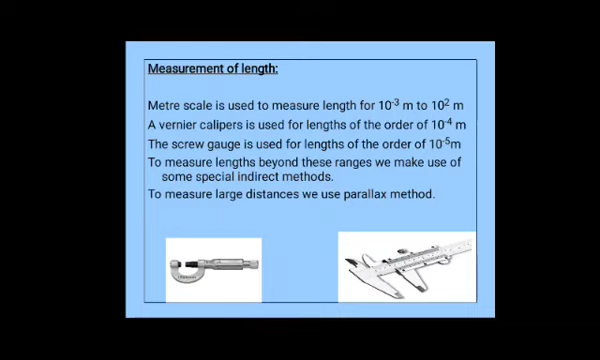 Measurement of length:
Metre scale is used to measure length for 10⁻³ m to 10² m
A vernier calipers is used for lengths of the order of 10⁻⁴ m
The screw gauge is used for lengths of the order of 10⁻⁵m
To measure lengths beyond these ranges we make use of
some special indirect methods.
To measure large distances we use parallax method.